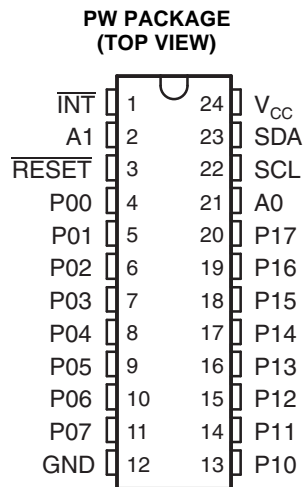 PW PACKAGE
(TOP VIEW)
INT 1 24 VCC
A1 2 23 SDA
RESET 3 22 SCL
P00 4 21 A0
P01 5 20 P17
P02 6 19 P16
P03 7 18 P15
P04 8 17 P14
P05 9 16 P13
P06 10 15 P12
P07 11 14 P11
GND 12 13 P10